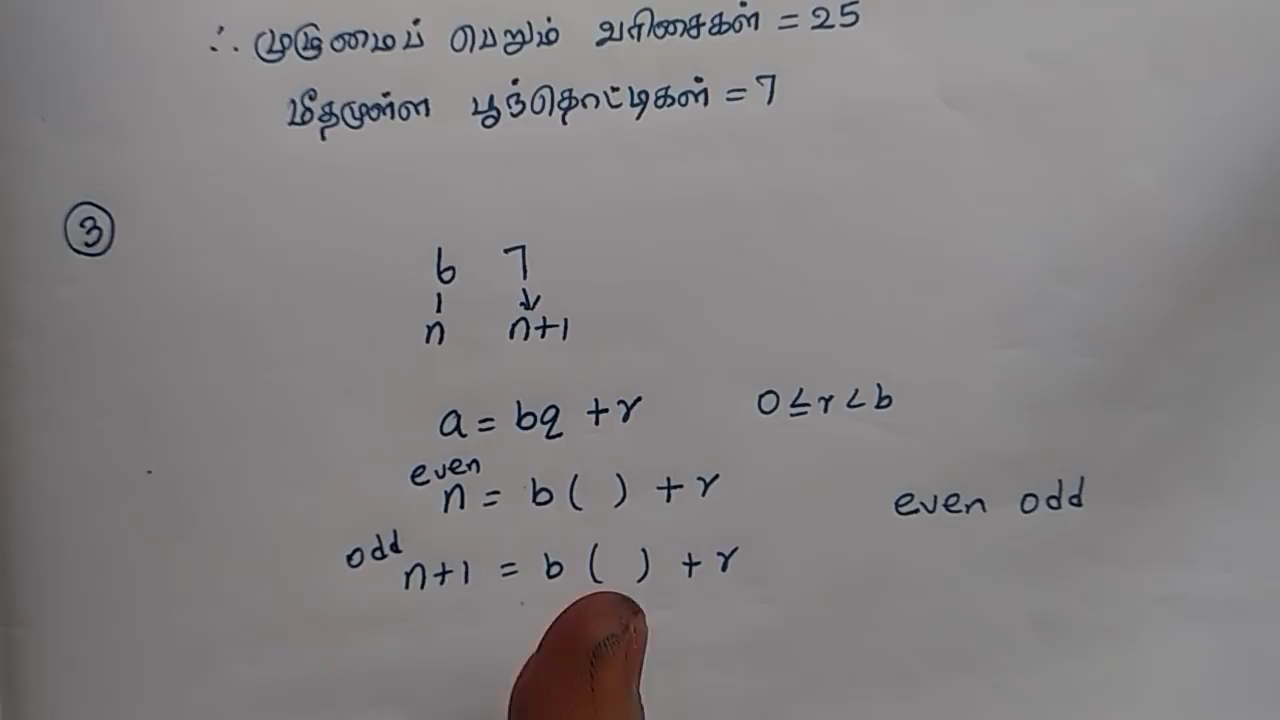 ∴ முழுமைப் பெறும் வரிசைகள் = 25
மீதமுள்ள பூந்தொட்டிகள் = 7
3
6 7
n n+1
a = bq + r 0 ≤ r < b
even
n = b ( ) + r even odd
odd
n+1 = b ( ) + r